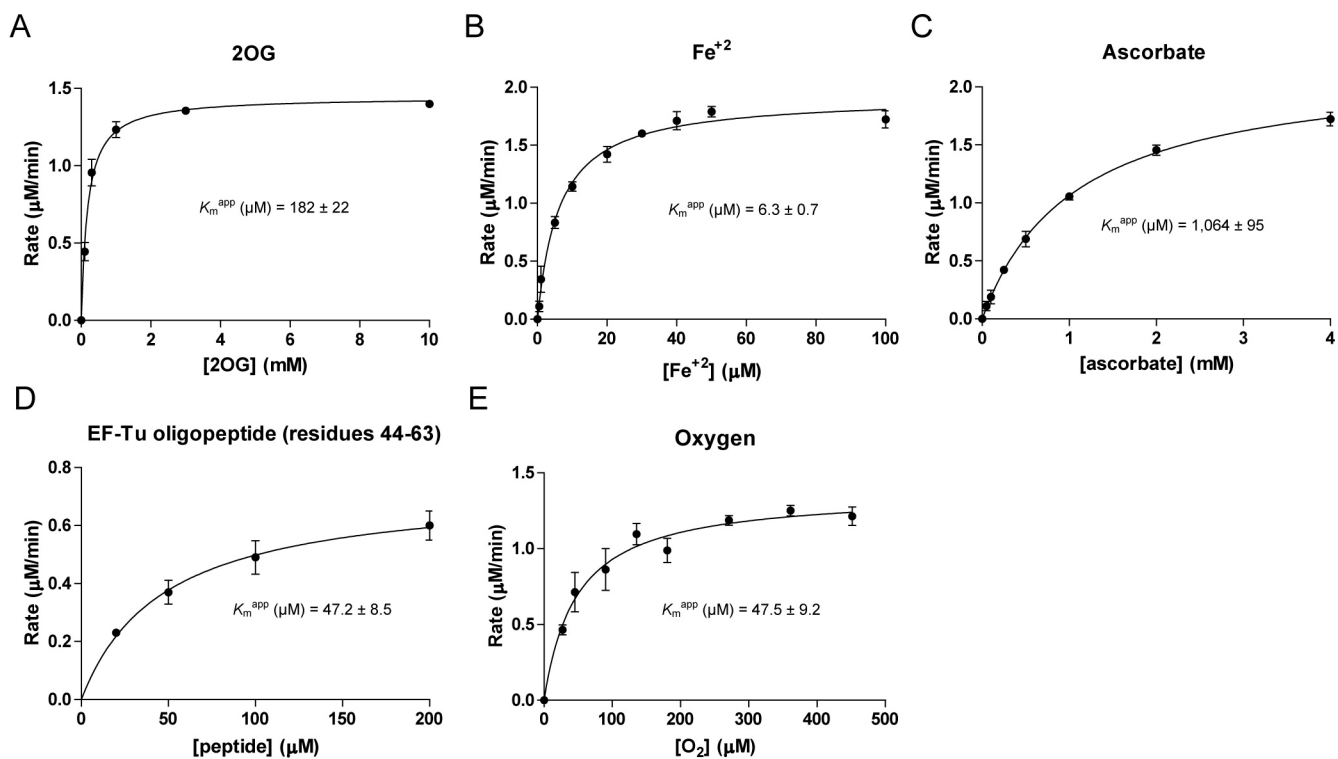 A
2OG
Rate (µM/min)
1.5
1.0
0.5
0.0
K_m^app (µM) = 182 ± 22
0 2 4 6 8 10
[2OG] (mM)
B
Fe⁺²
Rate (µM/min)
2.0
1.5
1.0
0.5
0.0
K_m^app (µM) = 6.3 ± 0.7
0 20 40 60 80 100
[Fe⁺²] (µM)
C
Ascorbate
Rate (µM/min)
2.0
1.5
1.0
0.5
0.0
K_m^app (µM) = 1,064 ± 95
0 1 2 3 4
[ascorbate] (mM)
D
EF-Tu oligopeptide (residues 44-63)
Rate (µM/min)
0.8
0.6
0.4
0.2
0.0
K_m^app (µM) = 47.2 ± 8.5
0 50 100 150 200
[peptide] (µM)
E
Oxygen
Rate (µM/min)
1.5
1.0
0.5
0.0
K_m^app (µM) = 47.5 ± 9.2
0 100 200 300 400 500
[O₂] (µM)